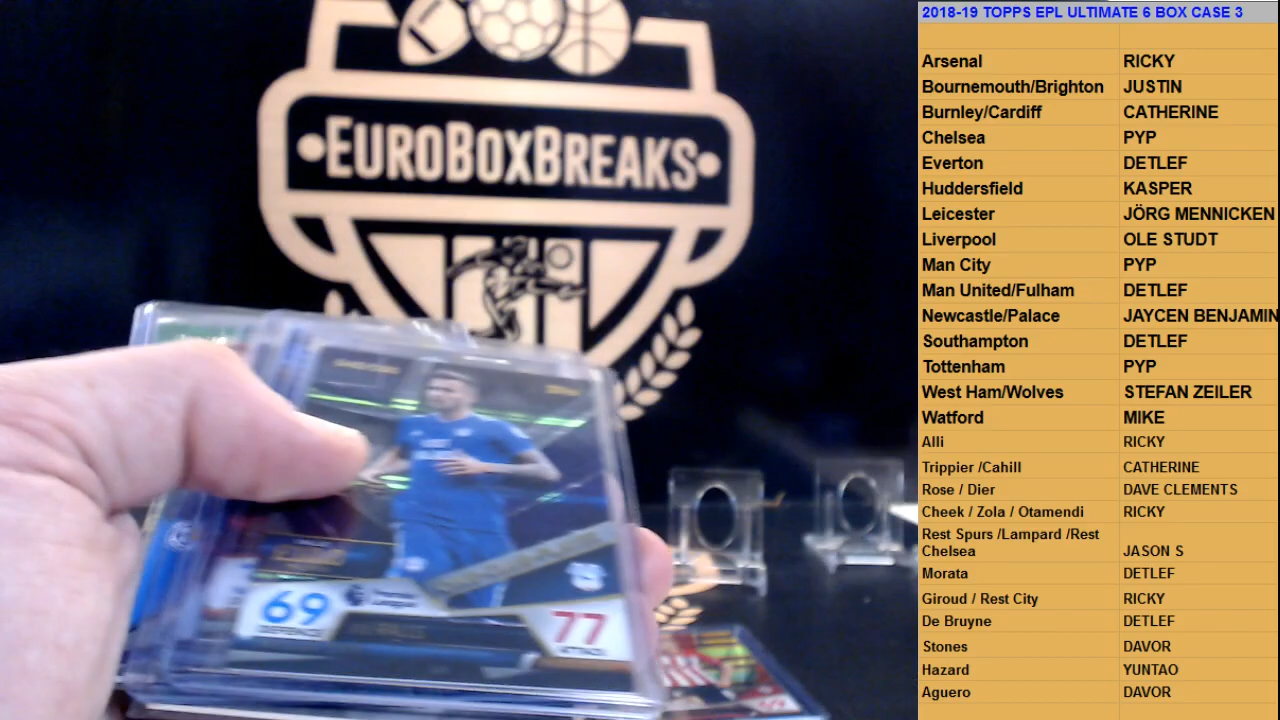 EUROBOXBREAKS
69
77
2018-19 TOPPS EPL ULTIMATE 6 BOX CASE 3
Arsenal RICKY
Bournemouth/Brighton JUSTIN
Burnley/Cardiff CATHERINE
Chelsea PYP
Everton DETLEF
Huddersfield KASPER
Leicester JÖRG MENNICKEN
Liverpool OLE STUDT
Man City PYP
Man United/Fulham DETLEF
Newcastle/Palace JAYCEN BENJAMIN
Southampton DETLEF
Tottenham PYP
West Ham/Wolves STEFAN ZEILER
Watford MIKE
Alli RICKY
Trippier /Cahill CATHERINE
Rose / Dier DAVE CLEMENTS
Cheek / Zola / Otamendi RICKY
Rest Spurs /Lampard /Rest
Chelsea JASON S
Morata DETLEF
Giroud / Rest City RICKY
De Bruyne DETLEF
Stones DAVOR
Hazard YUNTAO
Aguero DAVOR